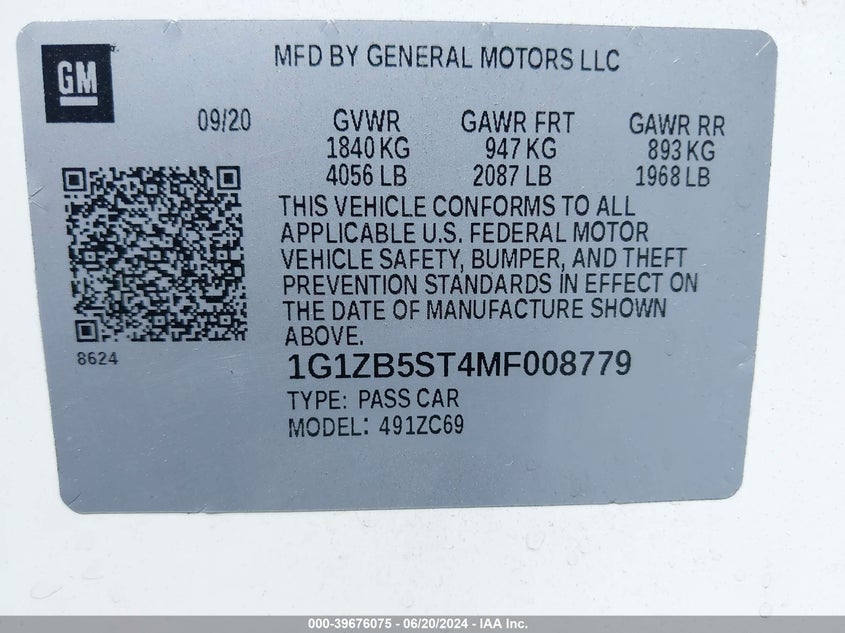 GM
MFD BY GENERAL MOTORS LLC
09/20
GVWR GAWR FRT GAWR RR
1840 KG 947 KG 893 KG
4056 LB 2087 LB 1968 LB
THIS VEHICLE CONFORMS TO ALL
APPLICABLE U.S. FEDERAL MOTOR
VEHICLE SAFETY, BUMPER, AND THEFT
PREVENTION STANDARDS IN EFFECT ON
THE DATE OF MANUFACTURE SHOWN
ABOVE.
8624
1G1ZB5ST4MF008779
TYPE: PASS CAR
MODEL: 491ZC69
000-39676075 - 06/20/2024 - IAA Inc.